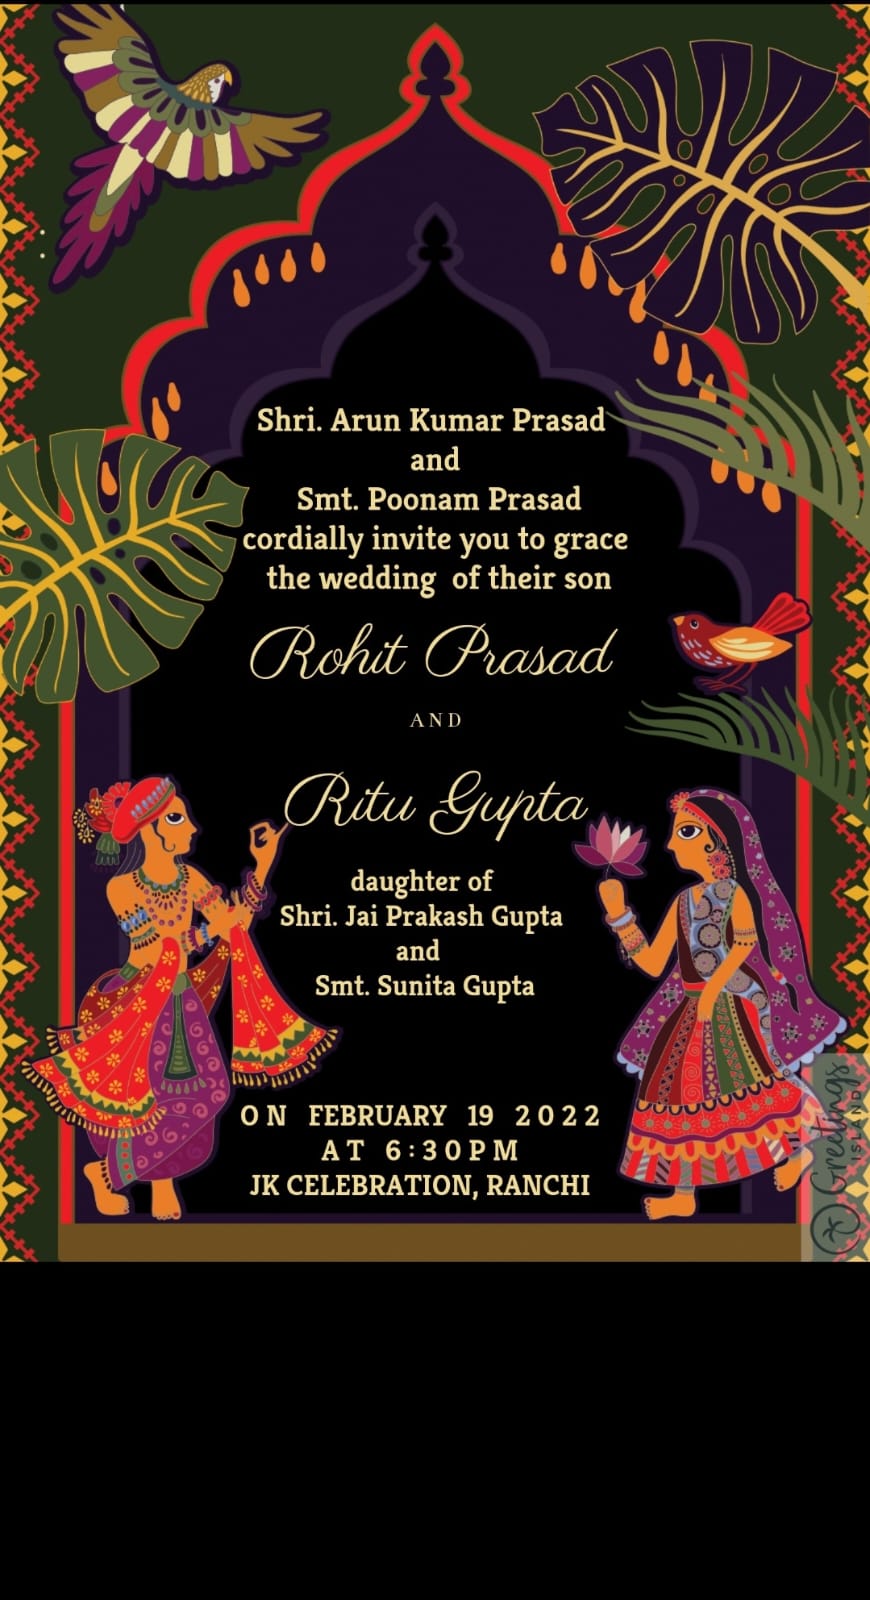 Shri. Arun Kumar Prasad
and
Smt. Poonam Prasad
cordially invite you to grace
the wedding of their son
Rohit Prasad
AND
Ritu Gupta
daughter of
Shri. Jai Prakash Gupta
and
Smt. Sunita Gupta
ON FEBRUARY 19 2022
AT 6:30PM
JK CELEBRATION, RANCHI
Greetings
ISLAND